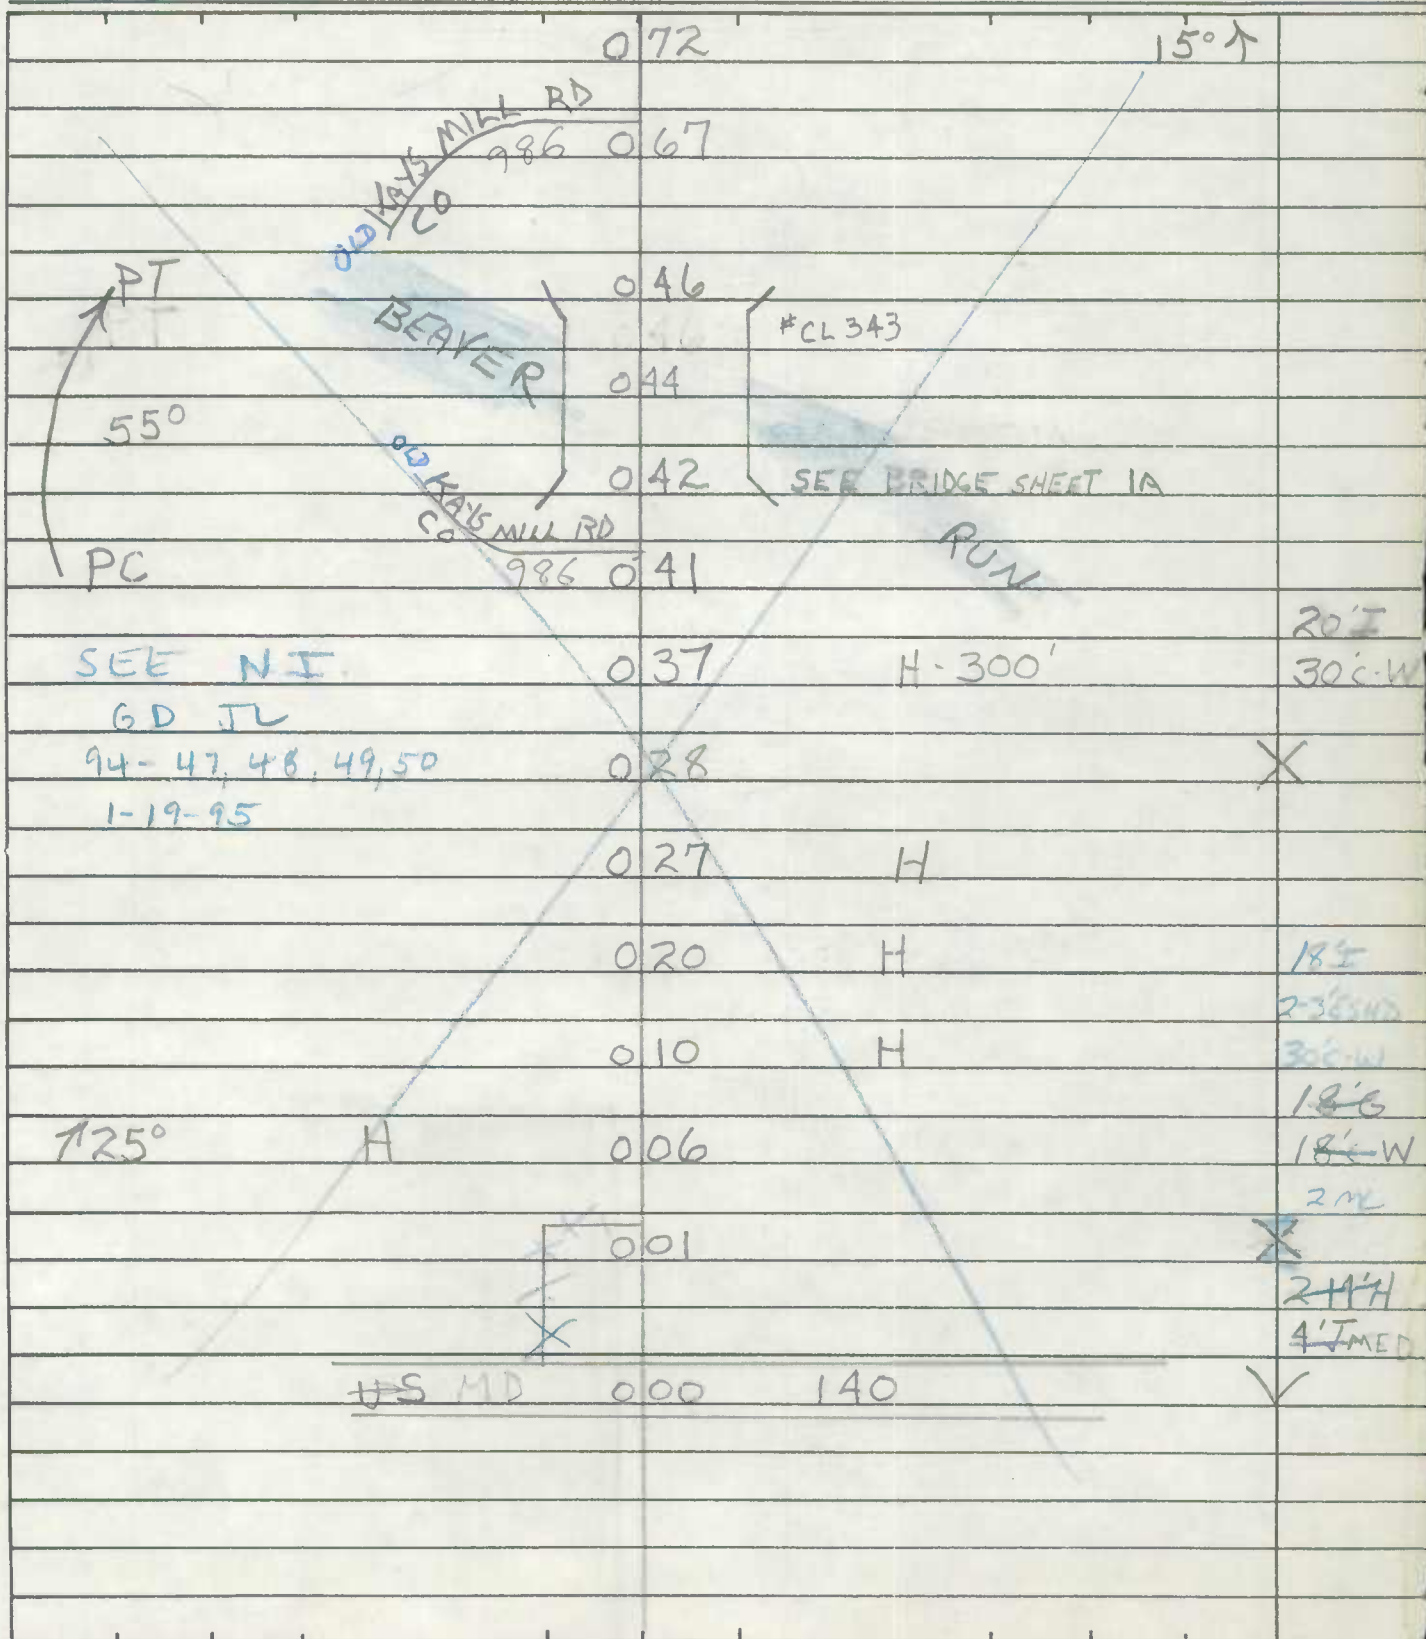 0 72 15° ↑
OLD KAYS MILL RD
CO 986 0 67
PT 0 46
BEAVER #CL 343
0 44
55°
0 42 SEE BRIDGE SHEET 1A
OLD KAYS MILL RD
CO 986 0 41
RUN
PC
20' I
SEE N.I. 0 37 H-300' 30'C-W
GD JL
94-47, 48, 49, 50 0 28 X
1-19-95
0 27 H
0 20 H 18' I
0 10 H 30'C-W
18'G
↑25° H 0 06 18'C-W
0 01
2-11'H
4'J MED
US MD 0 00 140